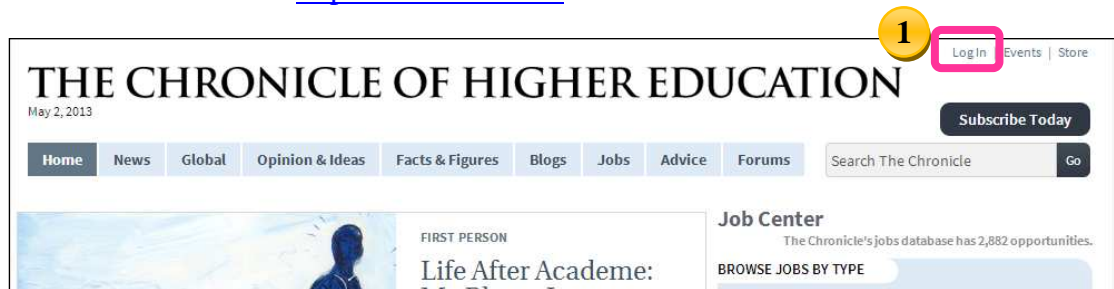 1
Log In | Events | Store
THE CHRONICLE OF HIGHER EDUCATION
May 2, 2013
Subscribe Today
Home News Global Opinion & Ideas Facts & Figures Blogs Jobs Advice Forums Search The Chronicle Go
Job Center
The Chronicle's jobs database has 2,882 opportunities.
FIRST PERSON
Life After Academe:
BROWSE JOBS BY TYPE